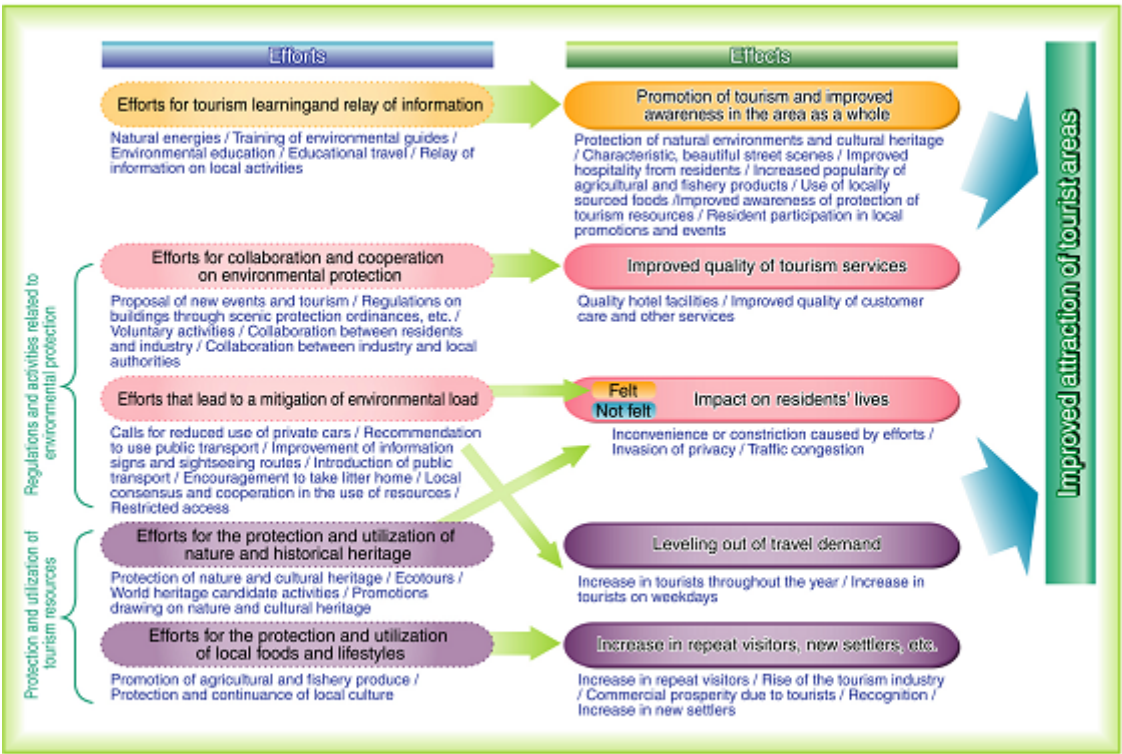 Efforts
Effects
Efforts for tourism learningand relay of information
Natural energies / Training of environmental guides /
Environmental education / Educational travel / Relay of
information on local activities
Promotion of tourism and improved
awareness in the area as a whole
Protection of natural environments and cultural heritage
/ Characteristic, beautiful street scenes / Improved
hospitality from residents / Increased popularity of
agricultural and fishery products / Use of locally
sourced foods /Improved awareness of protection of
tourism resources / Resident participation in local
promotions and events
Regulations and activities related to
environmental protection
Efforts for collaboration and cooperation
on environmental protection
Proposal of new events and tourism / Regulations on
buildings through scenic protection ordinances, etc. /
Voluntary activities / Collaboration between residents
and industry / Collaboration between industry and local
authorities
Improved quality of tourism services
Quality hotel facilities / Improved quality of customer
care and other services
Efforts that lead to a mitigation of environmental load
Calls for reduced use of private cars / Recommendation
to use public transport / Improvement of information
signs and sightseeing routes / Introduction of public
transport / Encouragement to take litter home / Local
consensus and cooperation in the use of resources /
Restricted access
Felt
Not felt
Impact on residents' lives
Inconvenience or constriction caused by efforts /
Invasion of privacy / Traffic congestion
Protection and utilization of
tourism resources
Efforts for the protection and utilization of
nature and historical heritage
Protection of nature and cultural heritage / Ecotours /
World heritage candidate activities / Promotions
drawing on nature and cultural heritage
Leveling out of travel demand
Increase in tourists throughout the year / Increase in
tourists on weekdays
Efforts for the protection and utilization
of local foods and lifestyles
Promotion of agricultural and fishery produce /
Protection and continuance of local culture
Increase in repeat visitors, new settlers, etc.
Increase in repeat visitors / Rise of the tourism industry
/ Commercial prosperity due to tourists / Recognition /
Increase in new settlers
Improved attraction of tourist areas